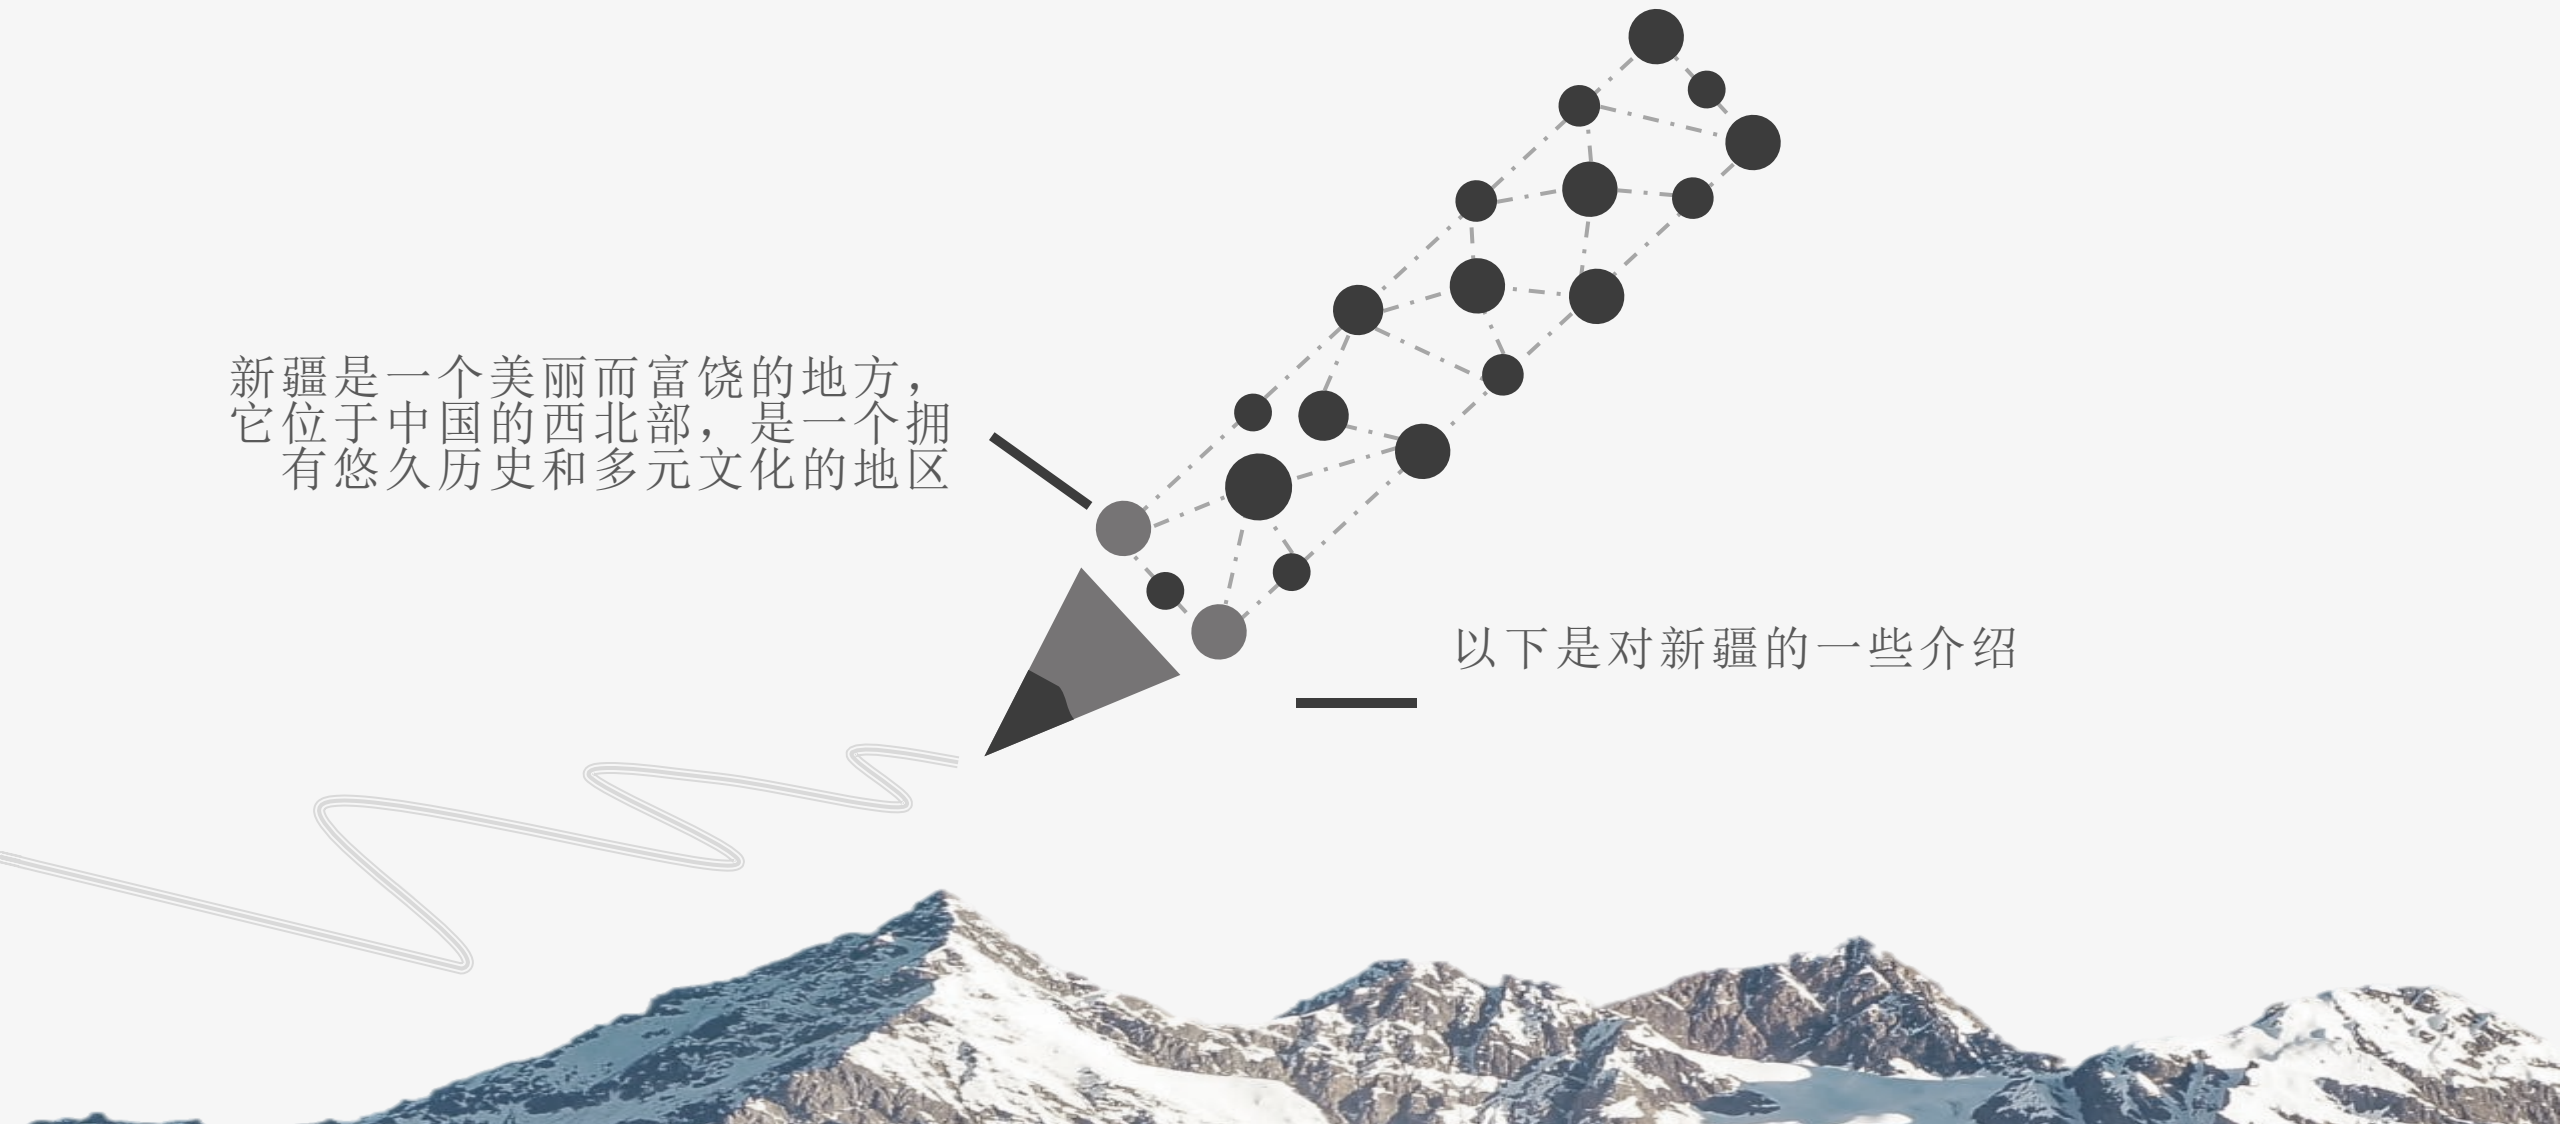 新疆是一个美丽而富饶的地方，
它位于中国的西北部，是一个拥
有悠久历史和多元文化的地区
以下是对新疆的一些介绍